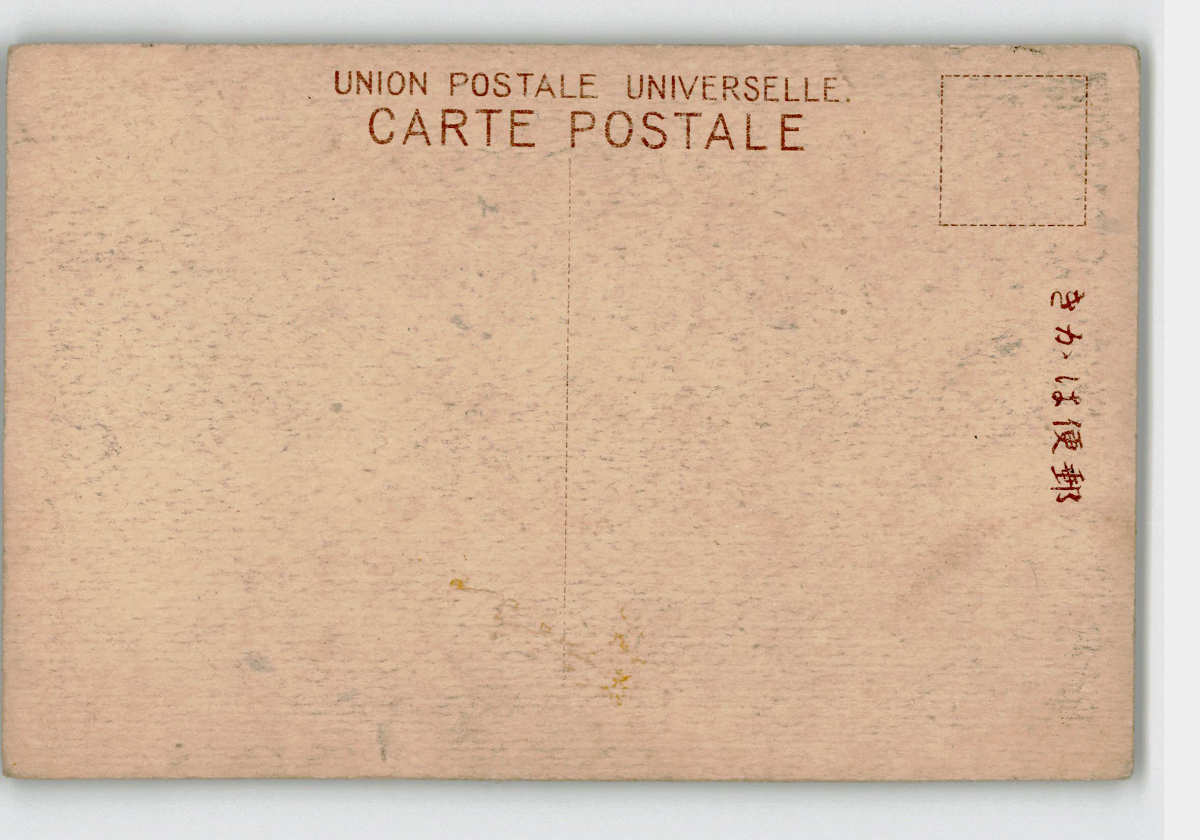 UNION POSTALE UNIVERSELLE.
CARTE POSTALE
郵便はかき